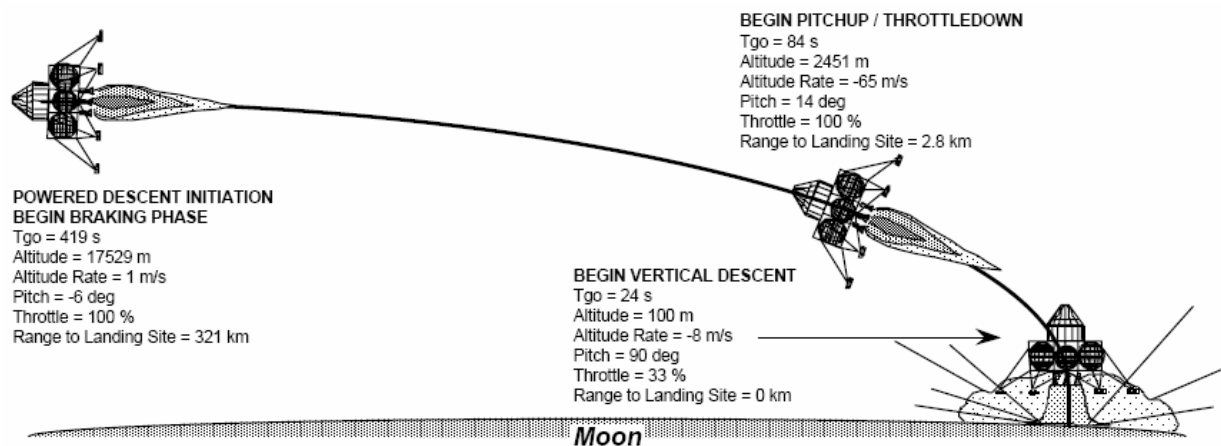 POWERED DESCENT INITIATION
BEGIN BRAKING PHASE
Tgo = 419 s
Altitude = 17529 m
Altitude Rate = 1 m/s
Pitch = -6 deg
Throttle = 100 %
Range to Landing Site = 321 km
BEGIN PITCHUP / THROTTLEDOWN
Tgo = 84 s
Altitude = 2451 m
Altitude Rate = -65 m/s
Pitch = 14 deg
Throttle = 100 %
Range to Landing Site = 2.8 km
BEGIN VERTICAL DESCENT
Tgo = 24 s
Altitude = 100 m
Altitude Rate = -8 m/s
Pitch = 90 deg
Throttle = 33 %
Range to Landing Site = 0 km
Moon